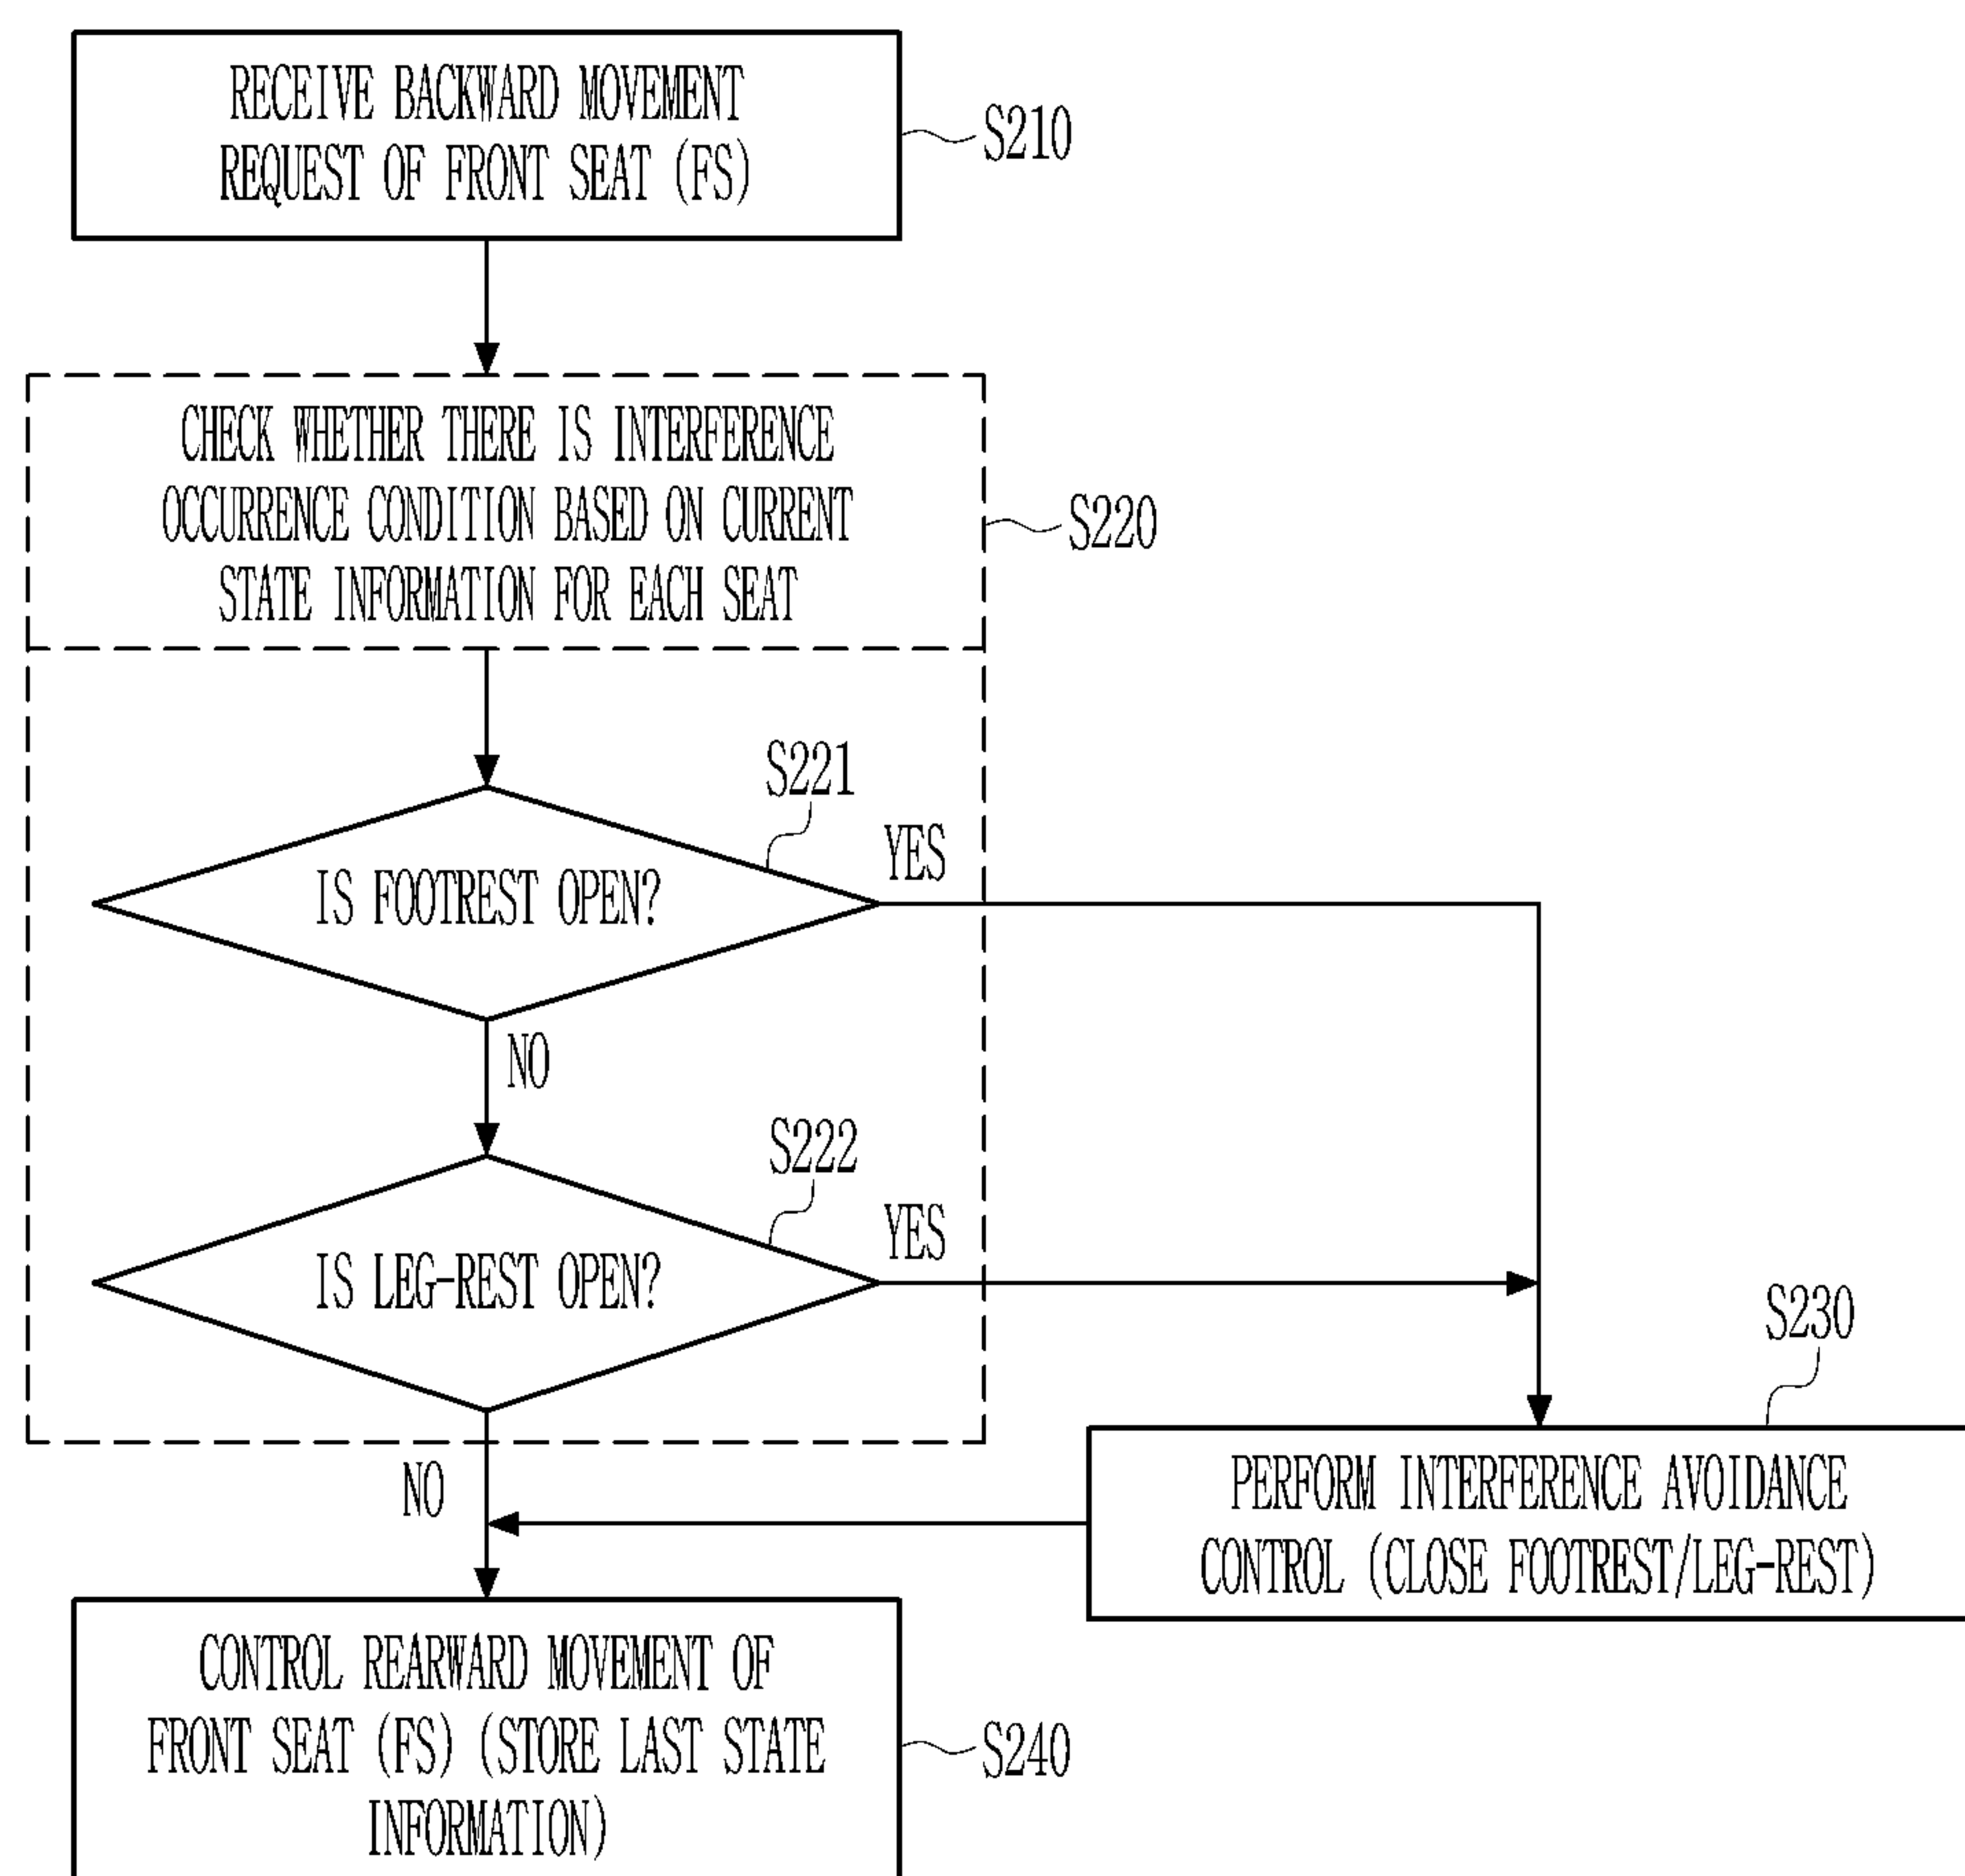 RECEIVE BACKWARD MOVEMENT
REQUEST OF FRONT SEAT (FS)
S210
CHECK WHETHER THERE IS INTERFERENCE
OCCURRENCE CONDITION BASED ON CURRENT
STATE INFORMATION FOR EACH SEAT
S220
S221
YES
IS FOOTREST OPEN?
NO
S222
YES
IS LEG-REST OPEN?
S230
NO
PERFORM INTERFERENCE AVOIDANCE
CONTROL (CLOSE FOOTREST/LEG-REST)
CONTROL REARWARD MOVEMENT OF
FRONT SEAT (FS) (STORE LAST STATE
INFORMATION)
S240